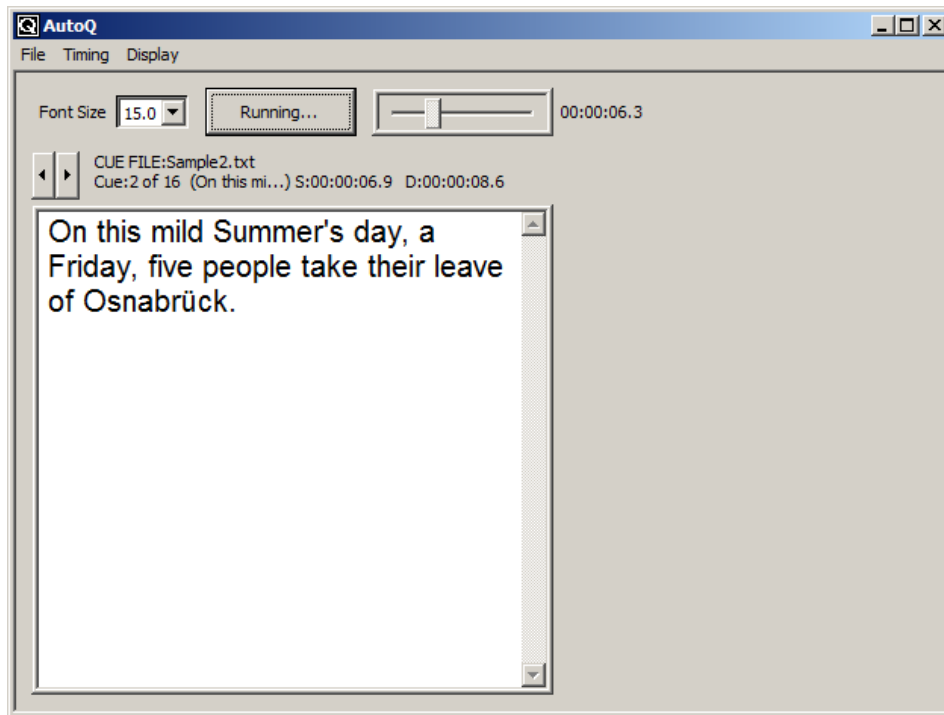 AutoQ
File Timing Display
Font Size 15.0 Running... 00:00:06.3
CUE FILE:Sample2.txt
Cue:2 of 16 (On this mi...) S:00:00:06.9 D:00:00:08.6
On this mild Summer's day, a
Friday, five people take their leave
of Osnabrück.